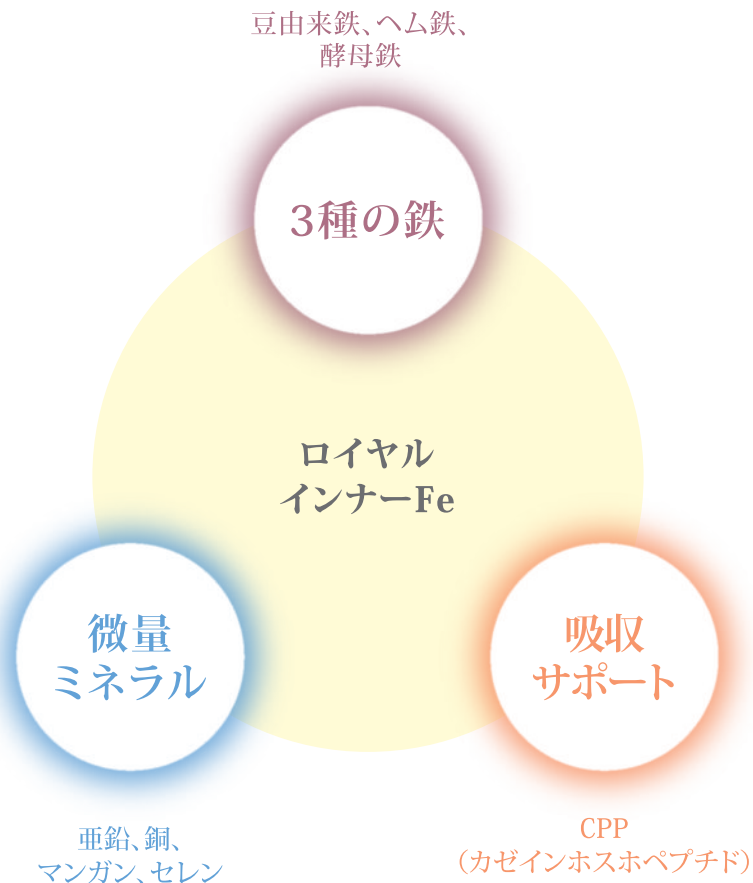 豆由来鉄、ヘム鉄、
酵母鉄
3種の鉄
ロイヤル
インナーFe
微量
ミネラル
吸収
サポート
亜鉛、銅、
マンガン、セレン
CPP
（カゼインホスホペプチド）